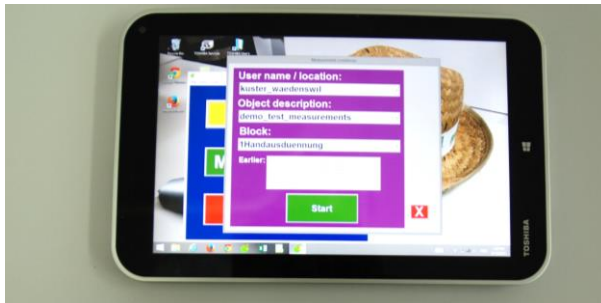 User name / location:
kuster_waedenswil
Object description:
demo_test_measurements
Block:
1Handausduennung
Earlier:
Start
X
M
TOSHIBA